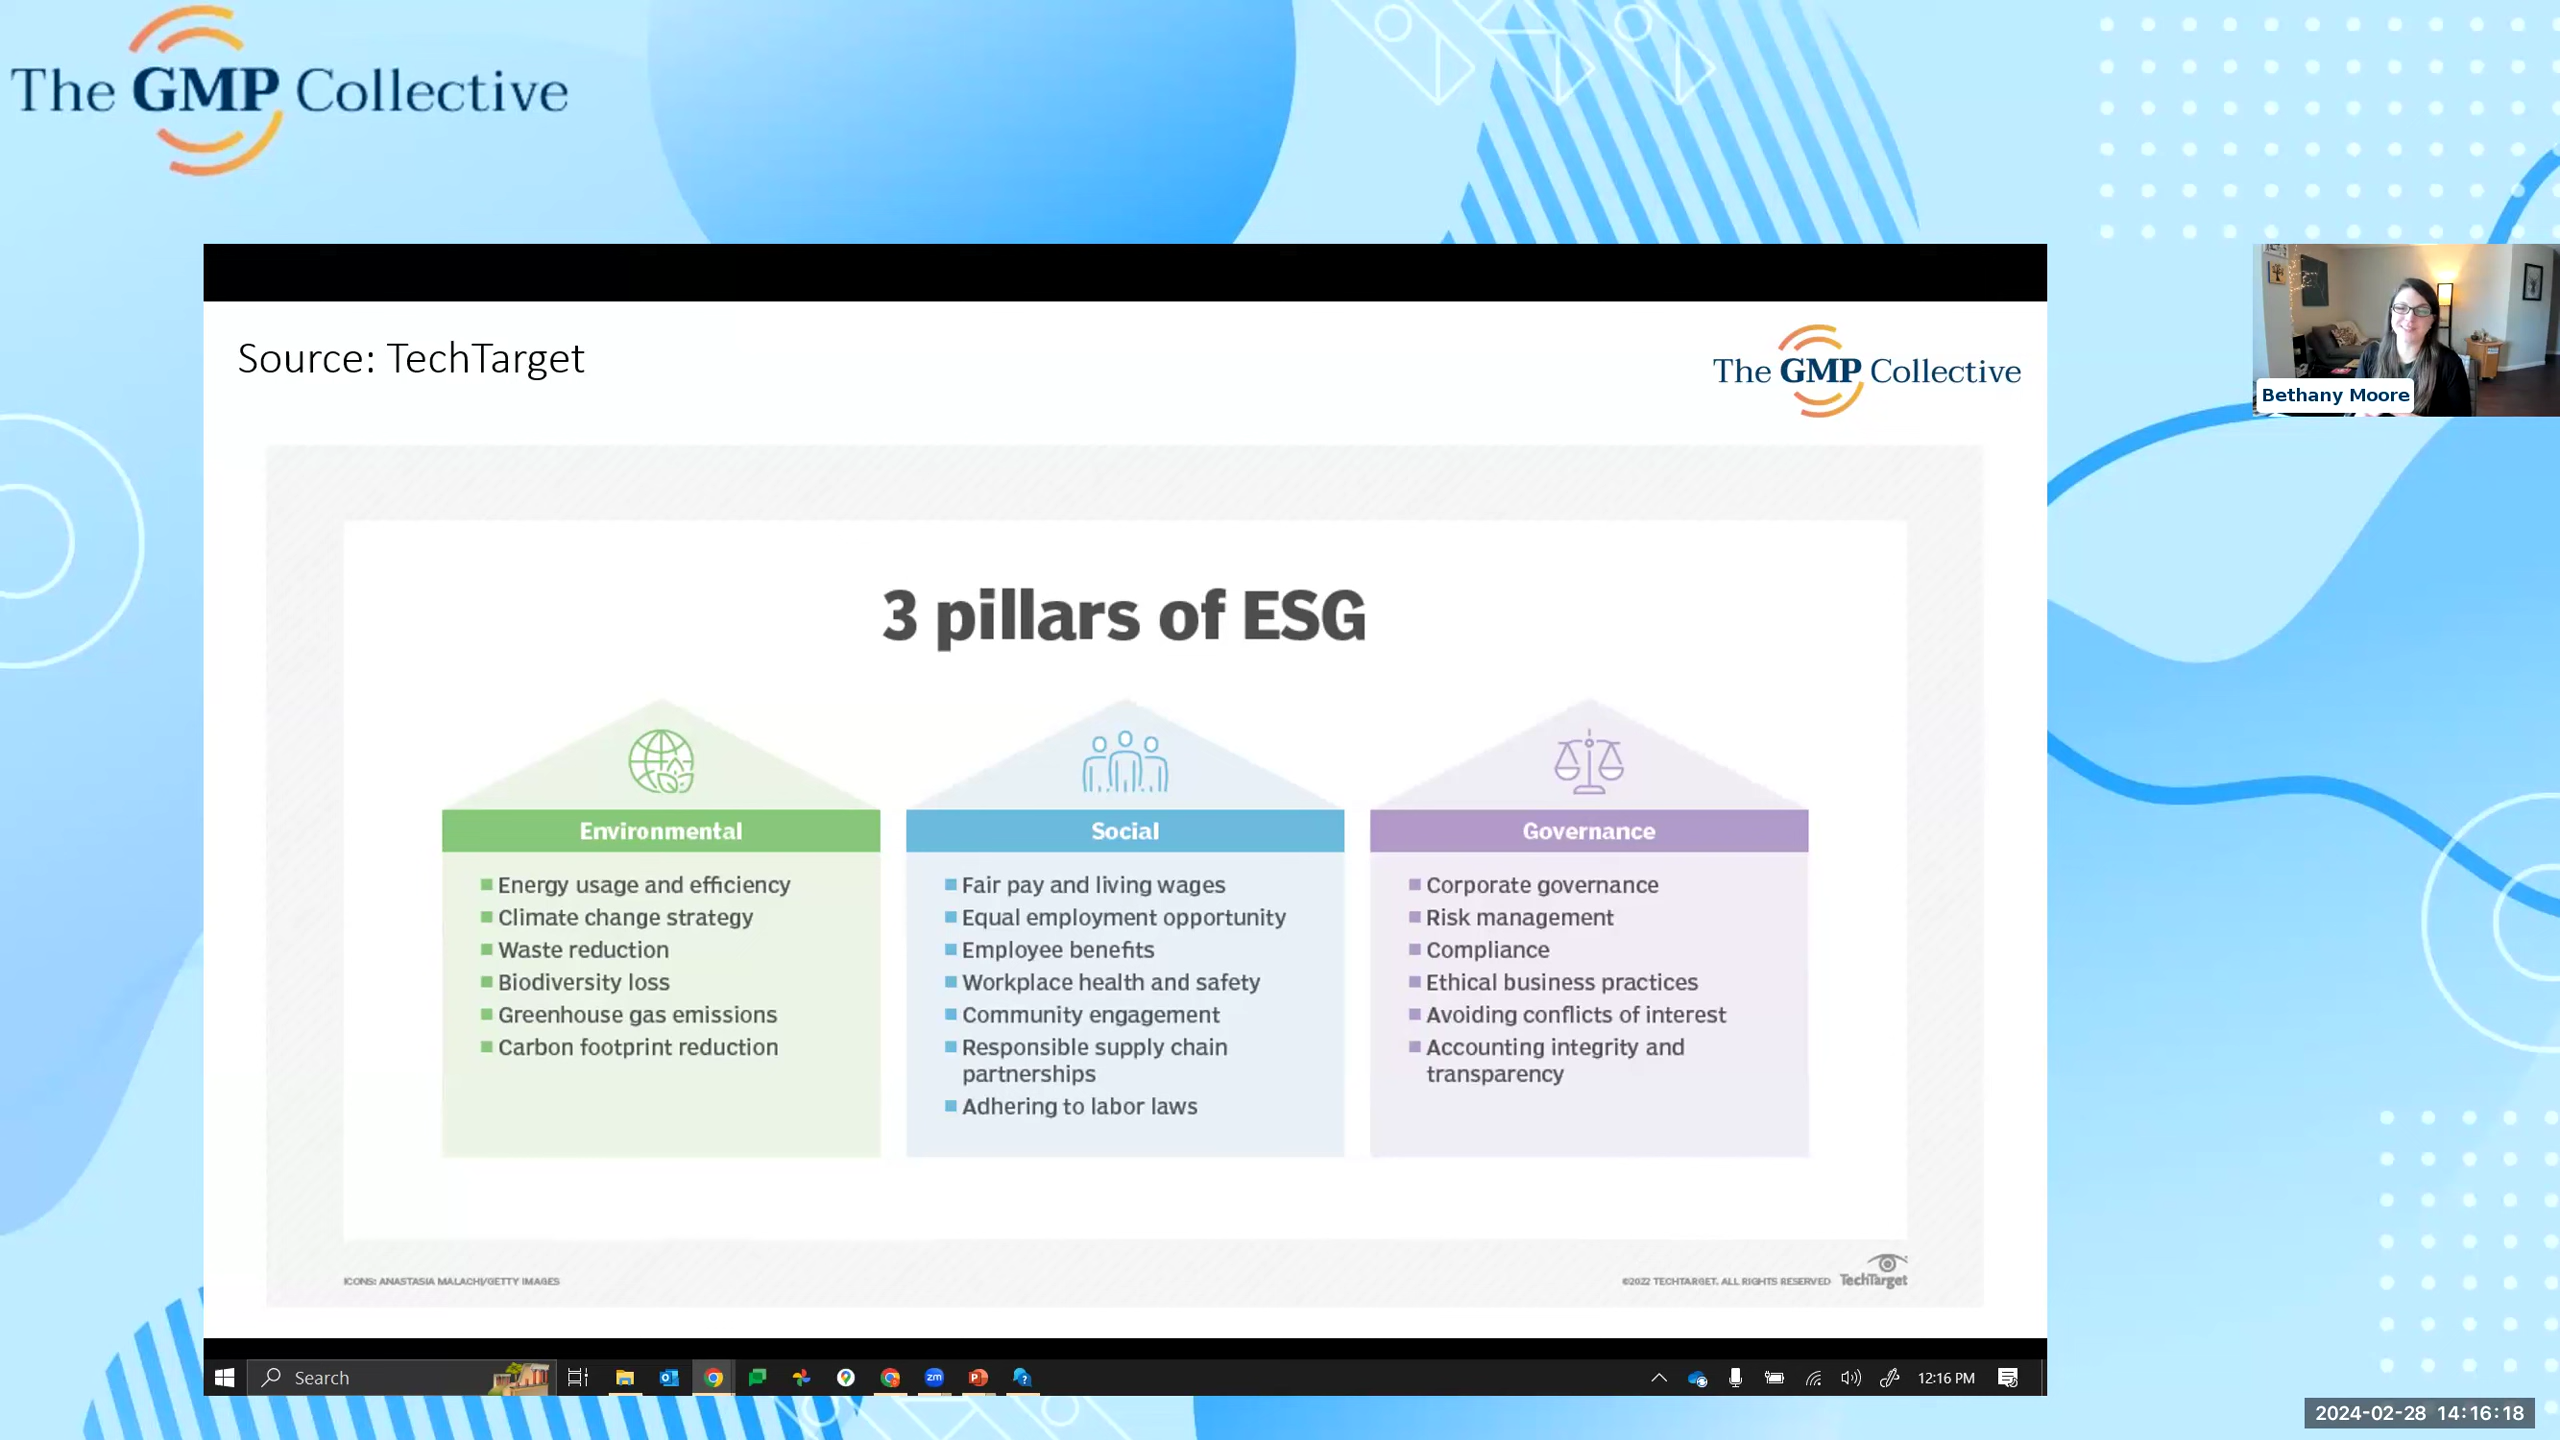 The GMP Collective
Source: TechTarget
The GMP Collective
Bethany Moore
3 pillars of ESG
Environmental
Energy usage and efficiency
Climate change strategy
Waste reduction
Biodiversity loss
Greenhouse gas emissions
Carbon footprint reduction
Social
Fair pay and living wages
Equal employment opportunity
Employee benefits
Workplace health and safety
Community engagement
Responsible supply chain
partnerships
Adhering to labor laws
Governance
Corporate governance
Risk management
Compliance
Ethical business practices
Avoiding conflicts of interest
Accounting integrity and
transparency
ICONS: ANASTASIA MALACHI/GETTY IMAGES
©2022 TECHTARGET. ALL RIGHTS RESERVED
TechTarget
Search
zm
12:16 PM
2024-02-28 14:16:18